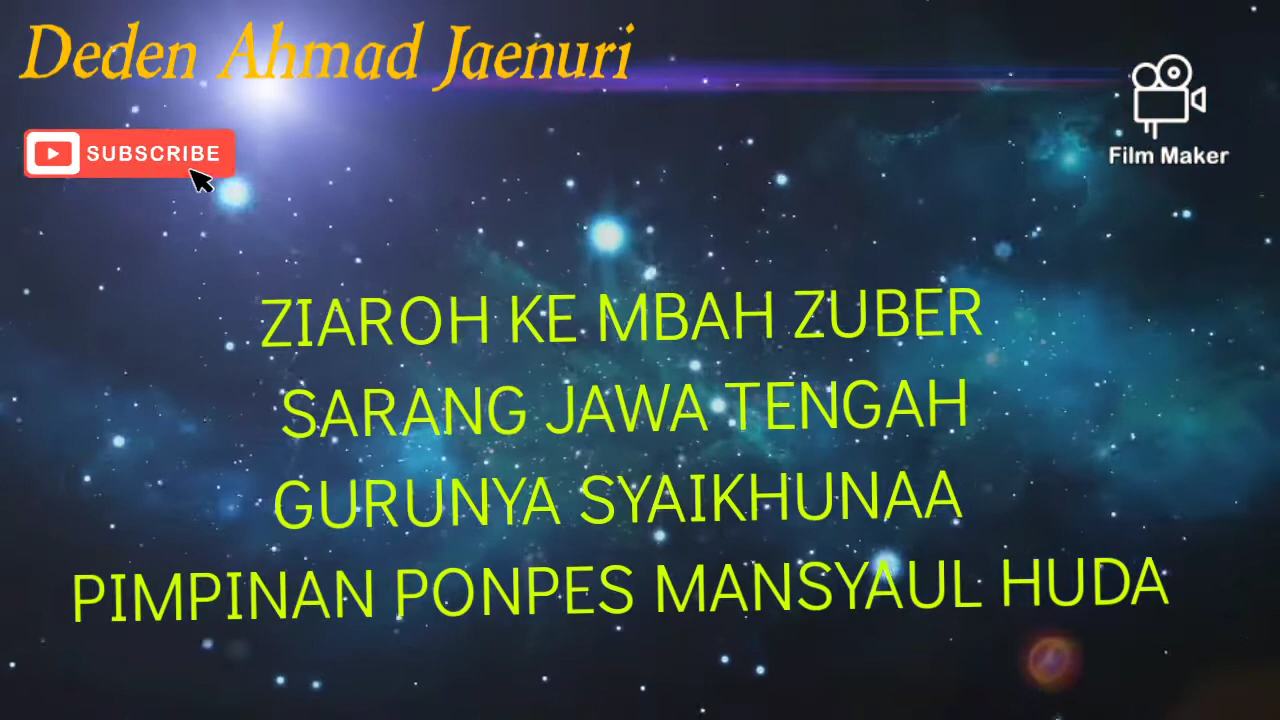 Deden Ahmad Jaenuri
SUBSCRIBE
Film Maker
ZIAROH KE MBAH ZUBER
SARANG JAWA TENGAH
GURUNYA SYAIKHUNAA
PIMPINAN PONPES MANSYAUL HUDA